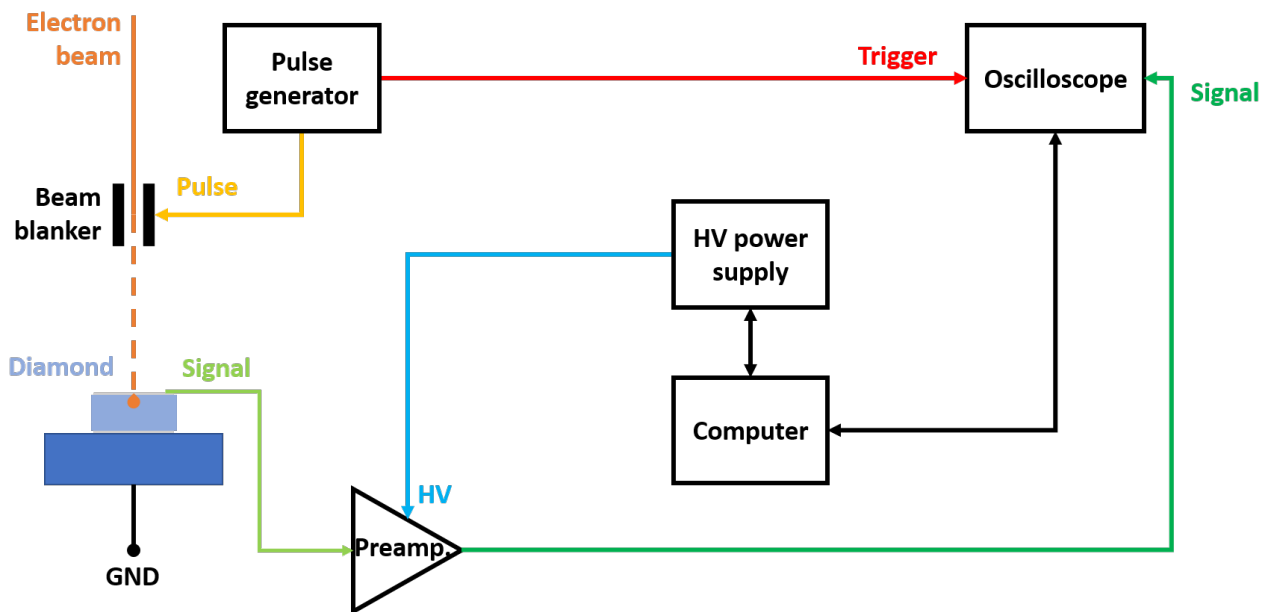 Electron
beam
Pulse
generator
Trigger
Oscilloscope
Signal
Beam
blanker
Pulse
HV power
supply
Diamond
Signal
Computer
HV
Preamp.
GND